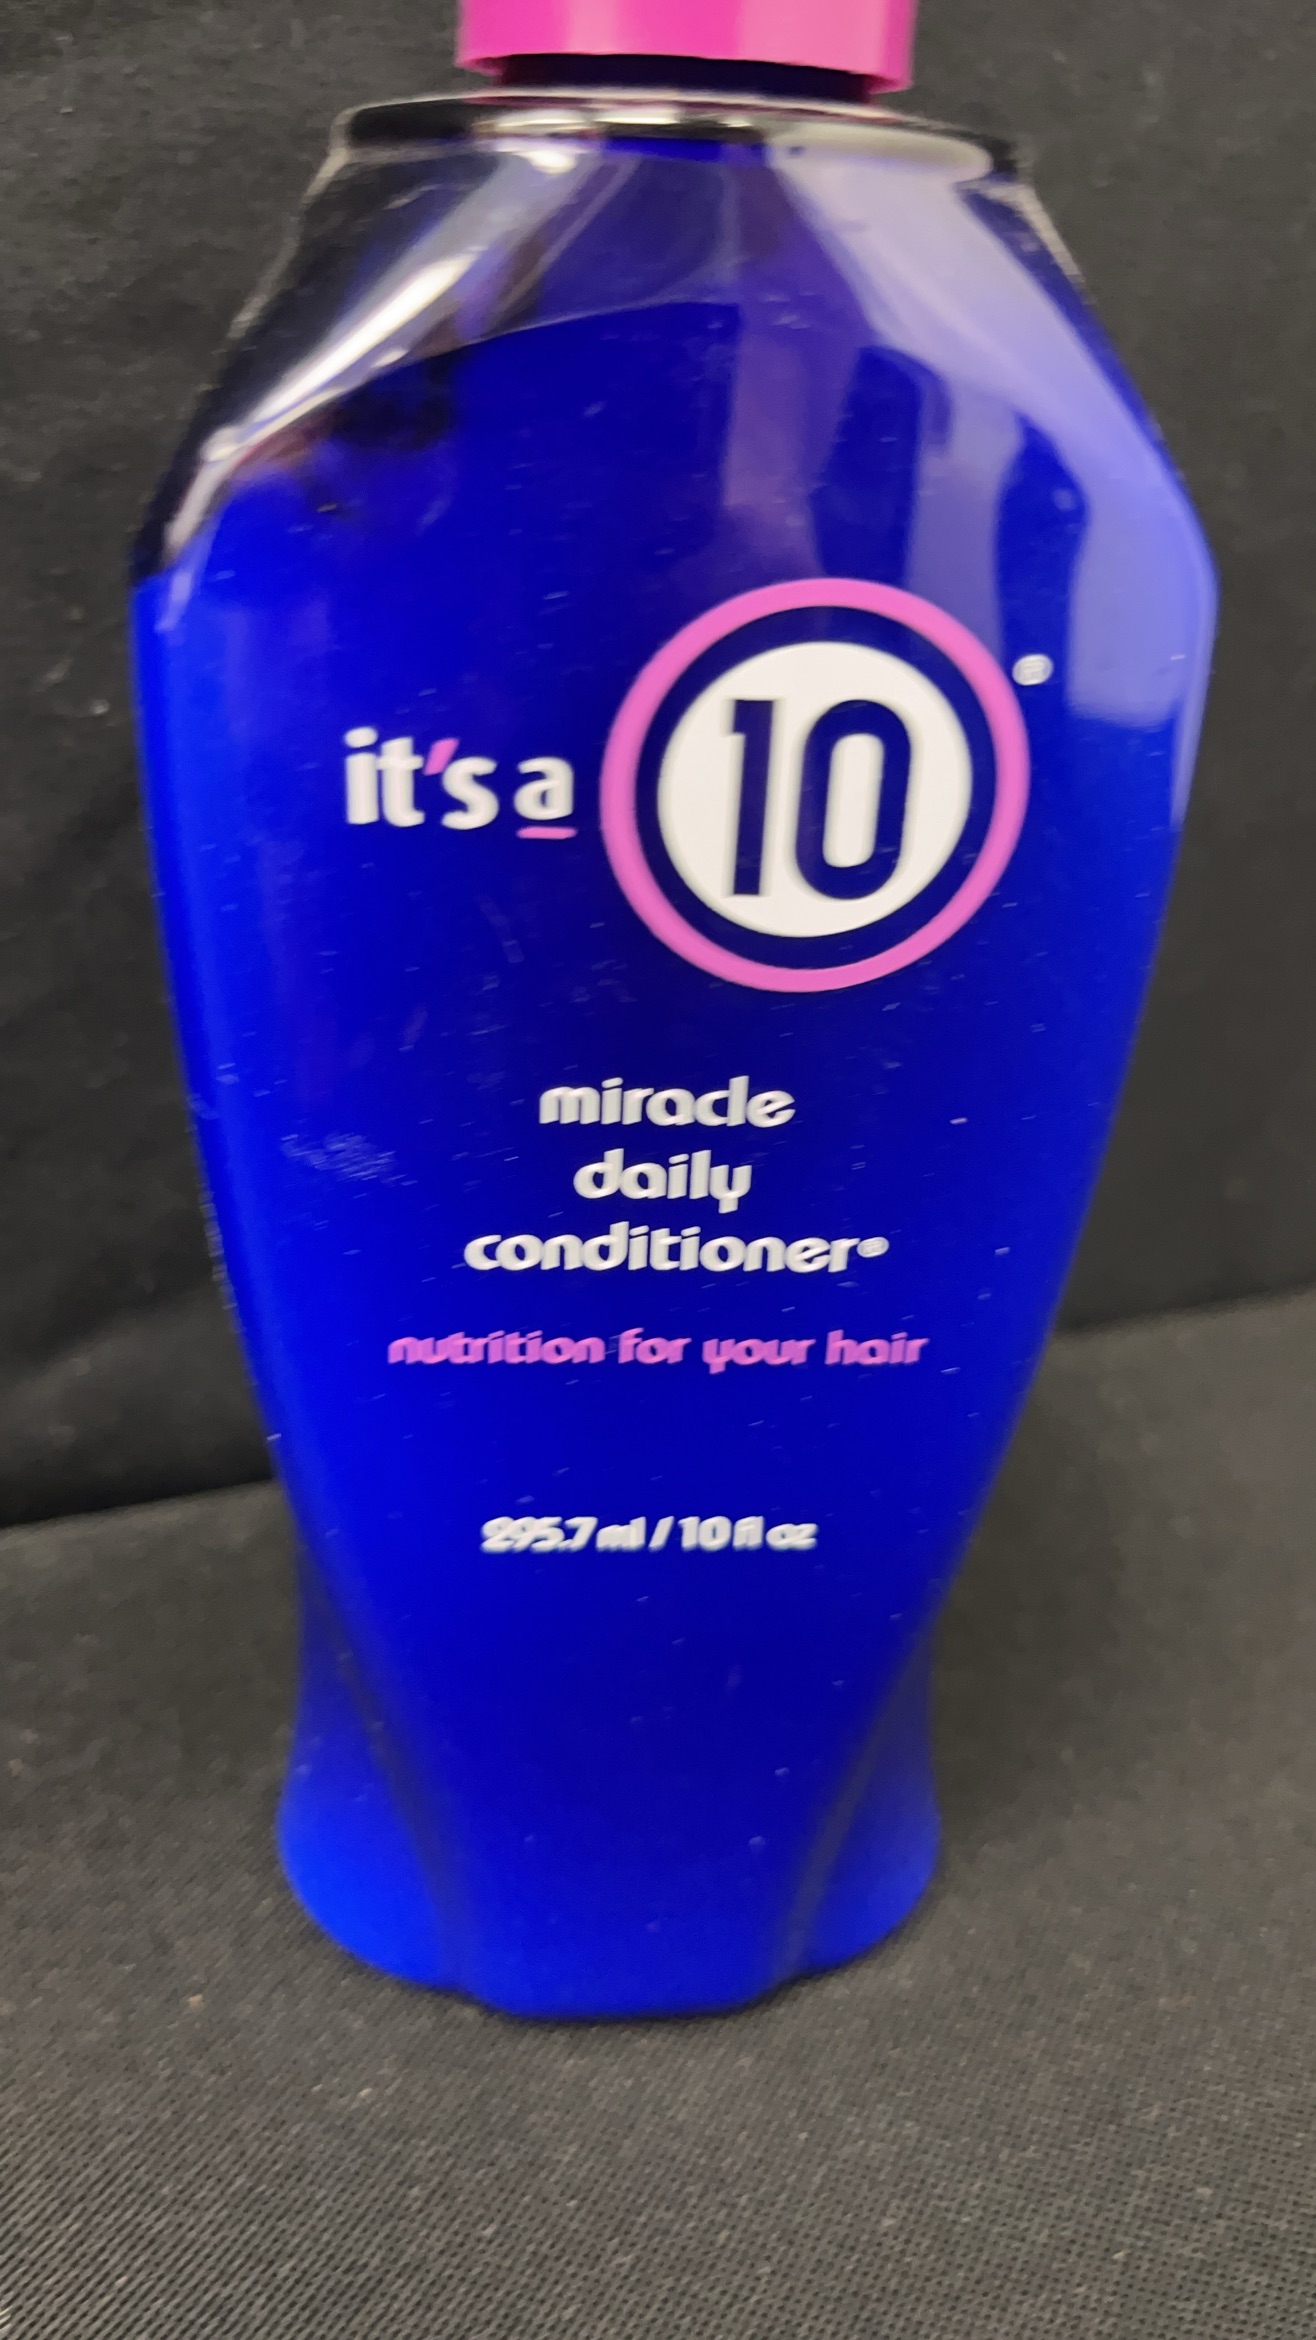 it's a 10®
miracle
daily
conditioner®
nutrition for your hair
295.7 ml / 10 fl oz